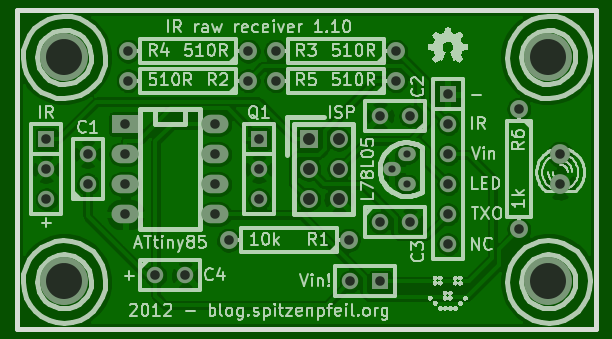 IR raw receiver 1.10
R4 510R
R3 510R
510R R2
R5 510R
C2
-
IR
C1
Q1
ISP
IR
Vin
LED
TXO
NC
L78L05
R6
1k
+
ATtiny85
10k R1
C3
+
C4
Vin!
2012 - blog.spitzenpfeil.org